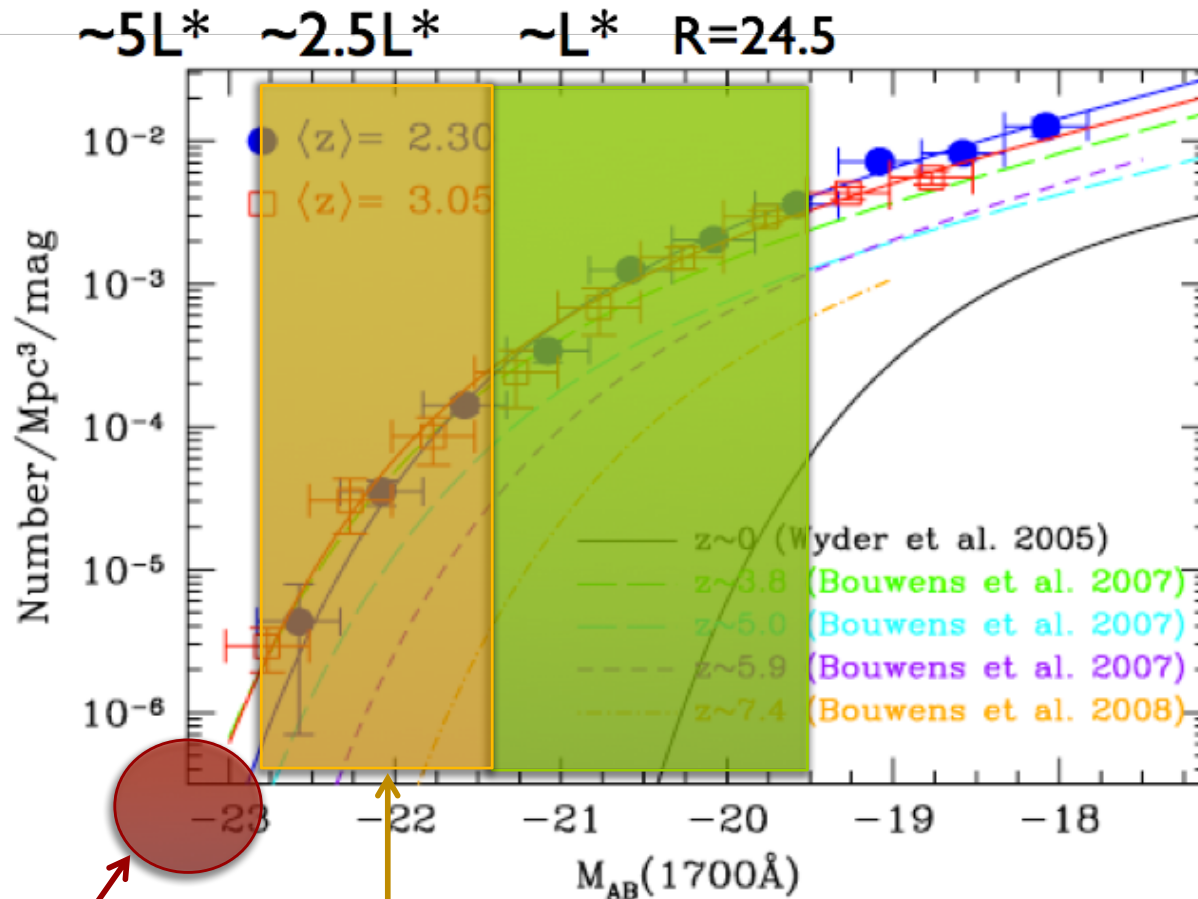 ~5L* ~2.5L* ~L* R=24.5
10⁻²
⟨z⟩= 2.30
⟨z⟩= 3.05
10⁻³
Number/Mpc³/mag
10⁻⁴
z~0 (Wyder et al. 2005)
10⁻⁵
z~3.8 (Bouwens et al. 2007)
z~5.0 (Bouwens et al. 2007)
z~5.9 (Bouwens et al. 2007)
10⁻⁶
z~7.4 (Bouwens et al. 2008)
−23 −22 −21 −20 −19 −18
M_AB(1700Å)